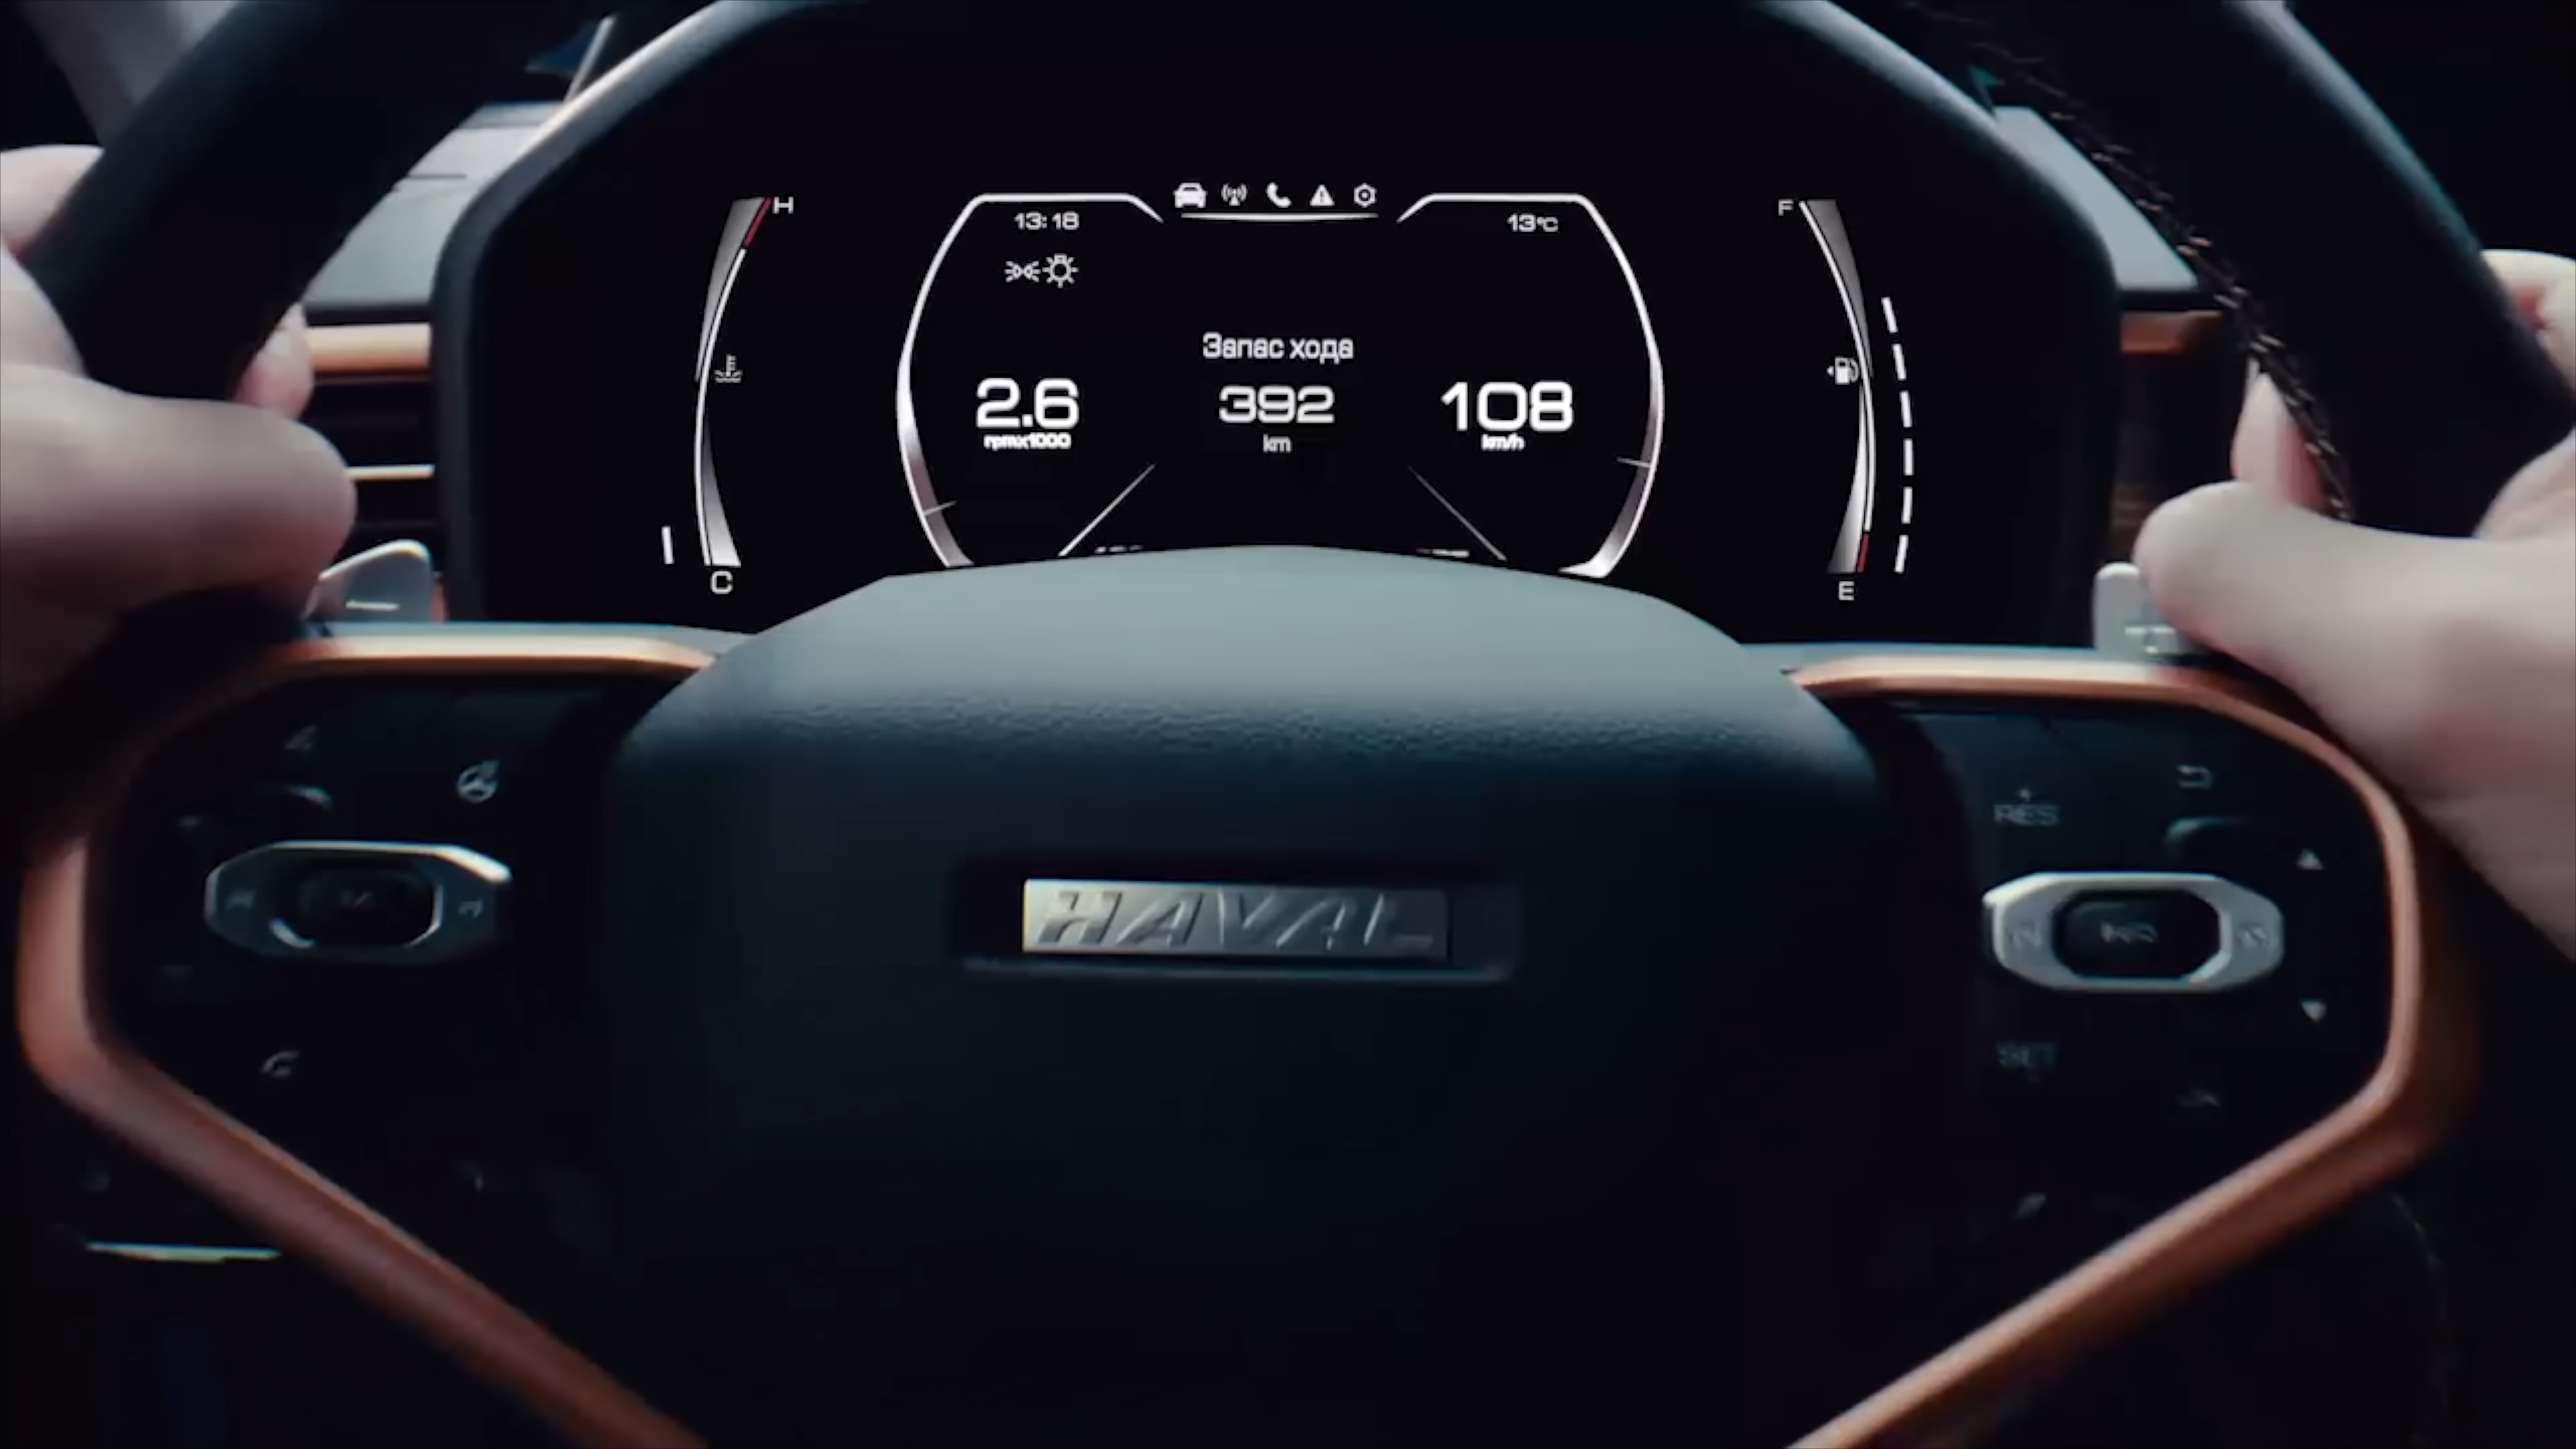 H
F
13:18
13°C
Запас хода
2.6
392
108
rpmx1000
km
km/h
C
E
RES
HAVAL
SET